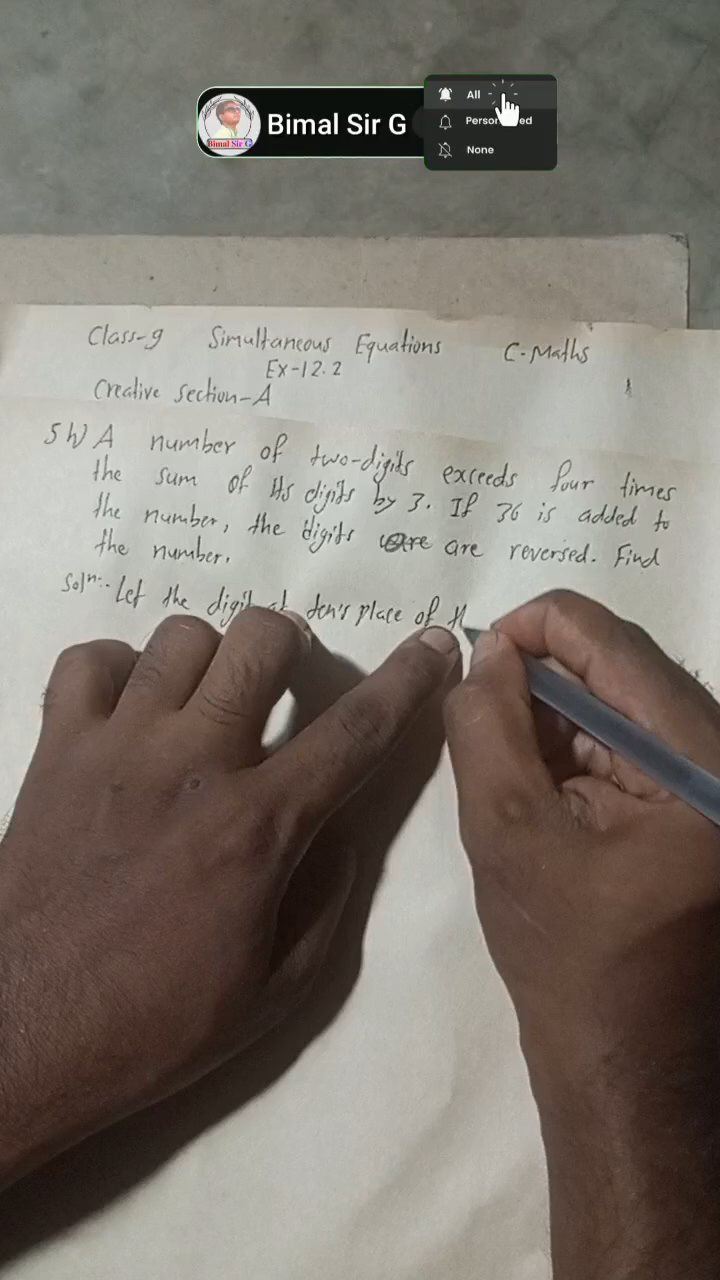 Bimal Sir G
All
None
Bimal Sir G
Class-9 Simultaneous Equations C-Maths
Ex-12.2
Creative section-A
5 A number of two-digits exceeds four times
the sum of its digits by 3. If 36 is added to
the number, the digits are reversed. Find
the number.
Solⁿ:- Let the digit at ten's place of